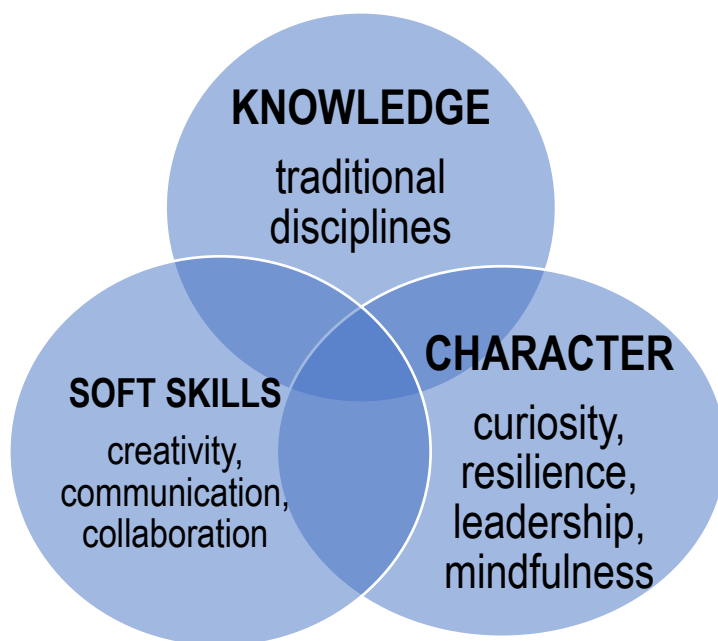 KNOWLEDGE
traditional
disciplines
SOFT SKILLS
creativity,
communication,
collaboration
CHARACTER
curiosity,
resilience,
leadership,
mindfulness